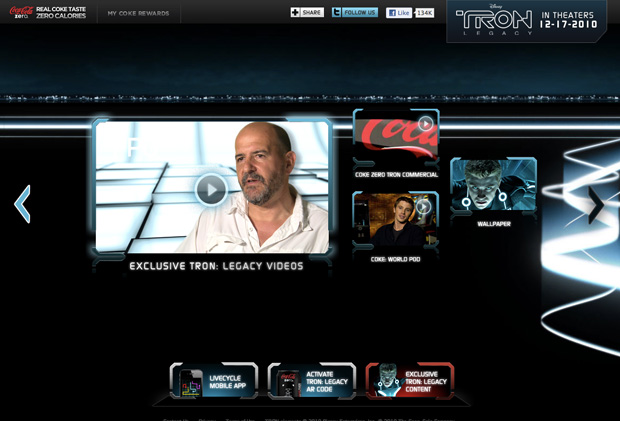 Coca-Cola
zero
REAL COKE TASTE
ZERO CALORIES
MY COKE REWARDS
SHARE
FOLLOW US
Like
134K
Disney
TRON
LEGACY
IN THEATERS
12-17-2010
Coca
COKE ZERO TRON COMMERCIAL
WALLPAPER
COKE: WORLD POD
EXCLUSIVE TRON: LEGACY VIDEOS
LIVECYCLE
MOBILE APP
ACTIVATE
TRON: LEGACY
AR CODE
EXCLUSIVE
TRON: LEGACY
CONTENT